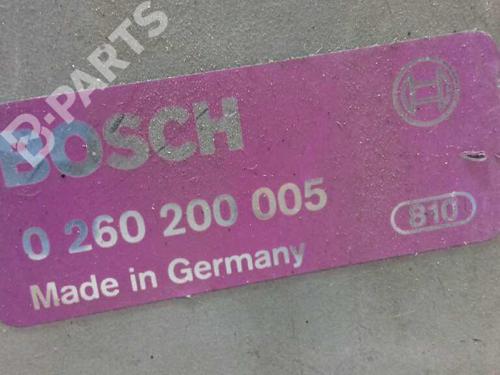 B-PARTS
BOSCH
0 260 200 005
810
Made in Germany